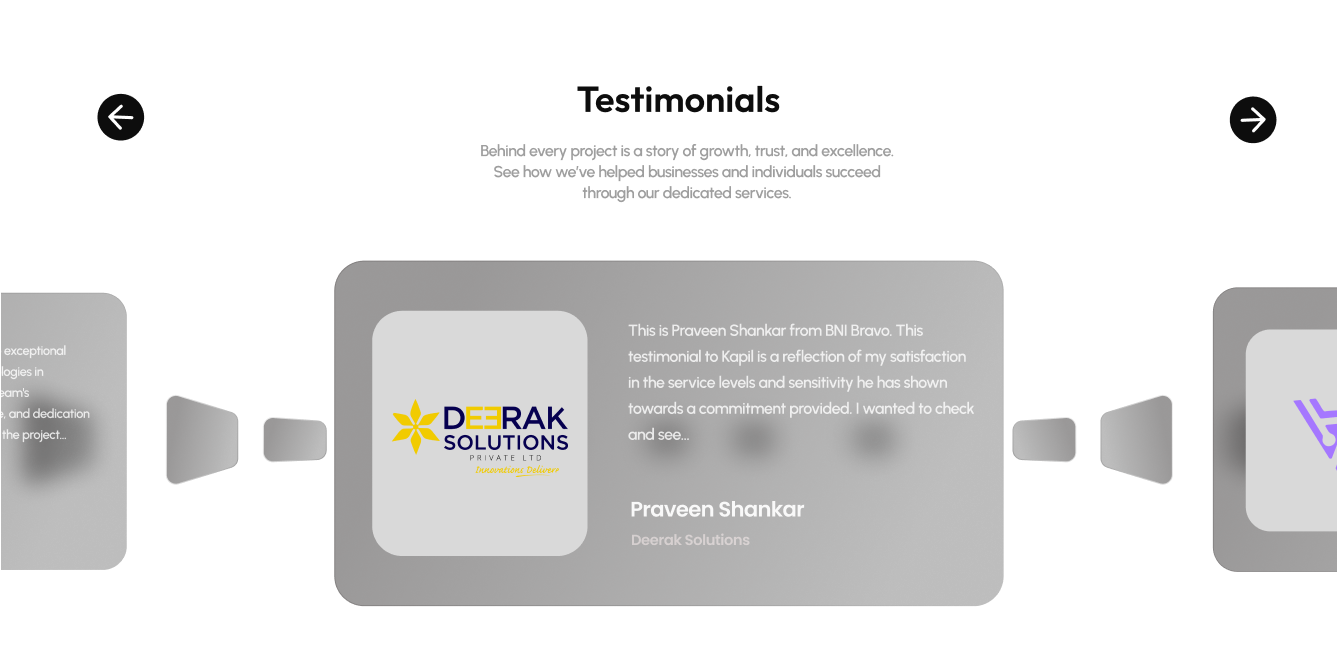 Testimonials
Behind every project is a story of growth, trust, and excellence.
See how we've helped businesses and individuals succeed
through our dedicated services.
exceptional
logies in
eam's
, and dedication
the project...
DEERAK
SOLUTIONS
PRIVATE LTD
Innovations Deliver
This is Praveen Shankar from BNI Bravo. This
testimonial to Kapil is a reflection of my satisfaction
in the service levels and sensitivity he has shown
towards a commitment provided. I wanted to check
and see...
Praveen Shankar
Deerak Solutions